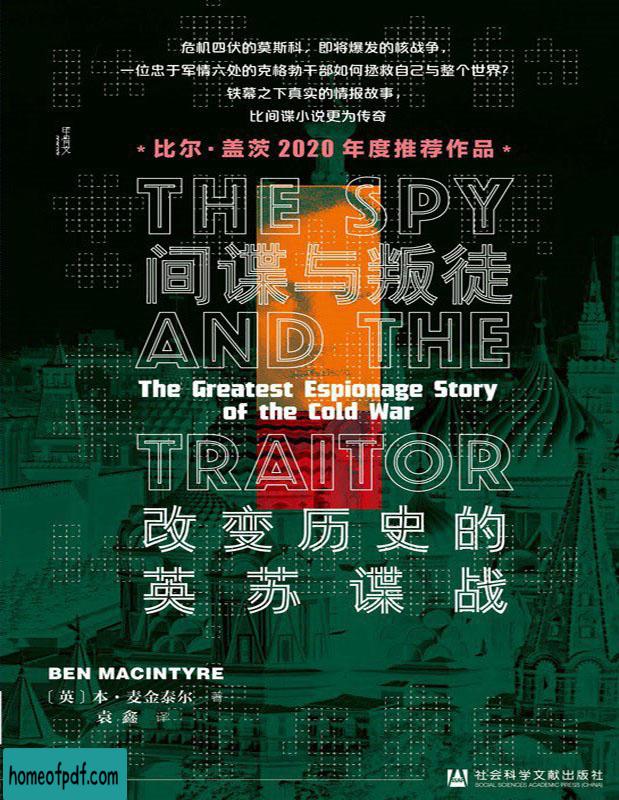 危机四伏的莫斯科，即将爆发的核战争，
一位忠于军情六处的克格勃干部如何拯救自己与整个世界？
铁幕之下真实的情报故事，
比间谍小说更为传奇
*比尔·盖茨2020年度推荐作品*
THE SPY
间谍与叛徒
AND THE
The Greatest Espionage Story
of the Cold War
TRAITOR
改变历史的
英苏谍战
BEN MACINTYRE
〔英〕本·麦金泰尔 著
袁鑫 译
homeofpdf.com
社会科学文献出版社
SOCIAL SCIENCES ACADEMIC PRESS (CHINA)